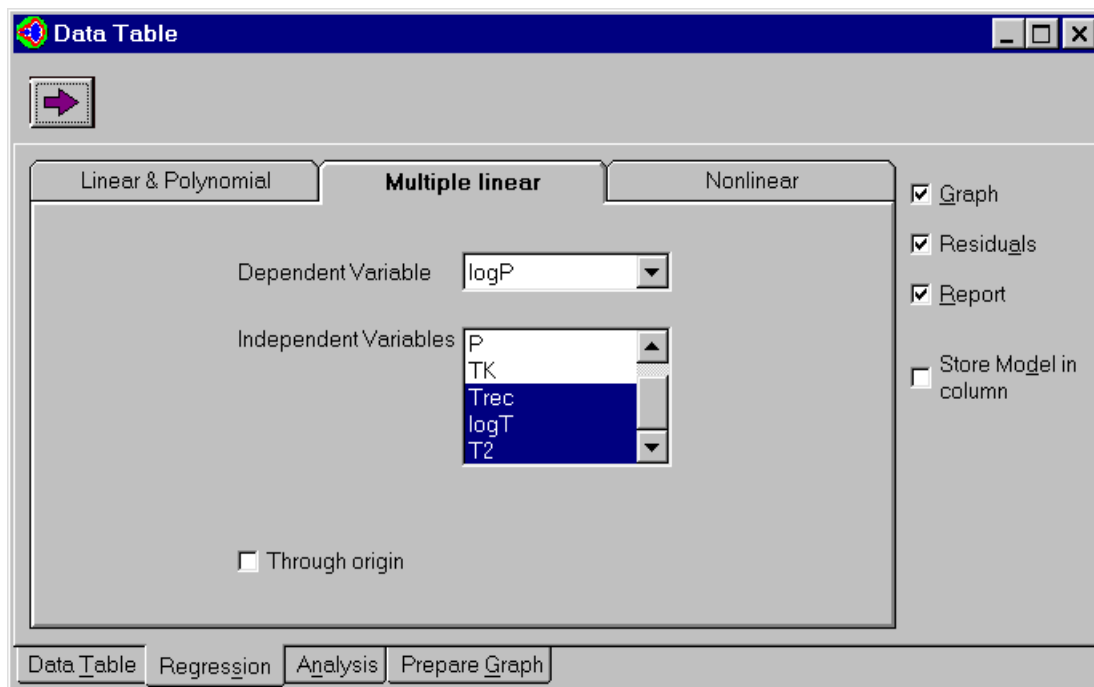 Data Table
Linear & Polynomial
Multiple linear
Nonlinear
Dependent Variable
logP
Independent Variables
P
TK
Trec
logT
T2
Through origin
Graph
Residuals
Report
Store Model in
column
Data Table
Regression
Analysis
Prepare Graph